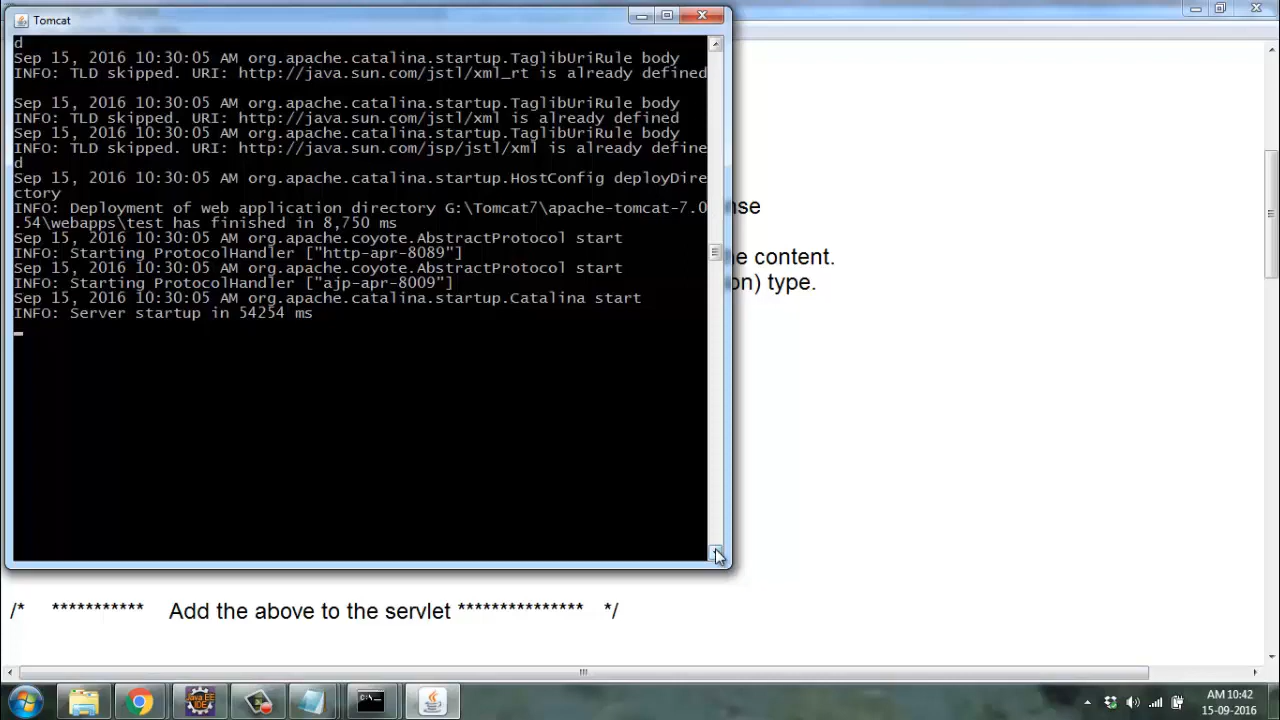 Tomcat
d
Sep 15, 2016 10:30:05 AM org.apache.catalina.startup.TaglibUriRule body
INFO: TLD skipped. URI: http://java.sun.com/jstl/xml_rt is already defined
Sep 15, 2016 10:30:05 AM org.apache.catalina.startup.TaglibUriRule body
INFO: TLD skipped. URI: http://java.sun.com/jstl/xml is already defined
Sep 15, 2016 10:30:05 AM org.apache.catalina.startup.TaglibUriRule body
INFO: TLD skipped. URI: http://java.sun.com/jsp/jstl/xml is already define
d
Sep 15, 2016 10:30:05 AM org.apache.catalina.startup.HostConfig deployDire
ctory
INFO: Deployment of web application directory G:\Tomcat7\apache-tomcat-7.0
.54\webapps\test has finished in 8,750 ms
Sep 15, 2016 10:30:05 AM org.apache.coyote.AbstractProtocol start
INFO: Starting ProtocolHandler ["http-apr-8089"]
Sep 15, 2016 10:30:05 AM org.apache.coyote.AbstractProtocol start
INFO: Starting ProtocolHandler ["ajp-apr-8009"]
Sep 15, 2016 10:30:05 AM org.apache.catalina.startup.Catalina start
INFO: Server startup in 54254 ms
nse
e content.
on) type.
/* *********** Add the above to the servlet *************** */
Java EE
IDE
C:\.
AM 10:42
15-09-2016